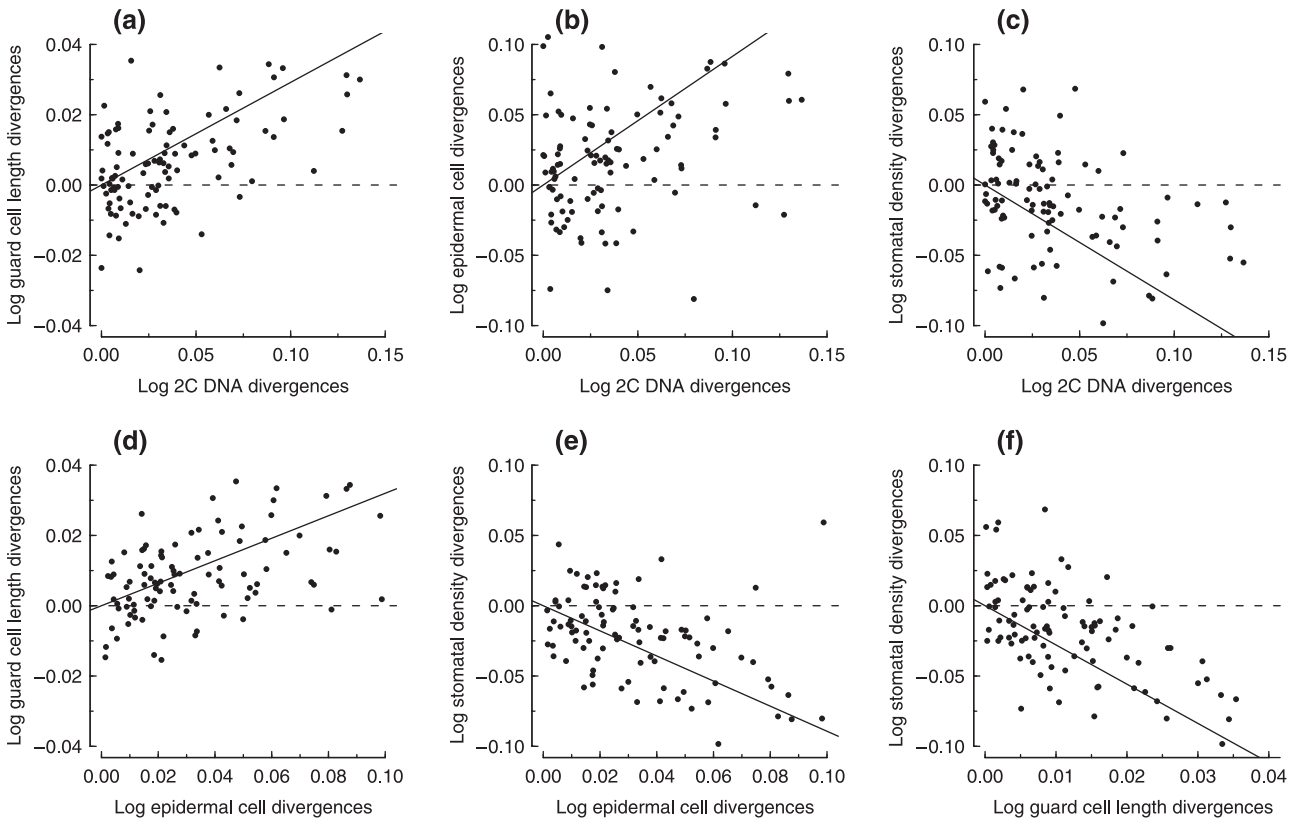 (a)
Log guard cell length divergences
0.04
0.02
0.00
−0.02
−0.04
0.00 0.05 0.10 0.15
Log 2C DNA divergences
(b)
Log epidermal cell divergences
0.10
0.05
0.00
−0.05
−0.10
0.00 0.05 0.10 0.15
Log 2C DNA divergences
(c)
Log stomatal density divergences
0.10
0.05
0.00
−0.05
−0.10
0.00 0.05 0.10 0.15
Log 2C DNA divergences
(d)
Log guard cell length divergences
0.04
0.02
0.00
−0.02
−0.04
0.00 0.02 0.04 0.06 0.08 0.10
Log epidermal cell divergences
(e)
Log stomatal density divergences
0.10
0.05
0.00
−0.05
−0.10
0.00 0.02 0.04 0.06 0.08 0.10
Log epidermal cell divergences
(f)
Log stomatal density divergences
0.10
0.05
0.00
−0.05
−0.10
0.00 0.01 0.02 0.03 0.04
Log guard cell length divergences